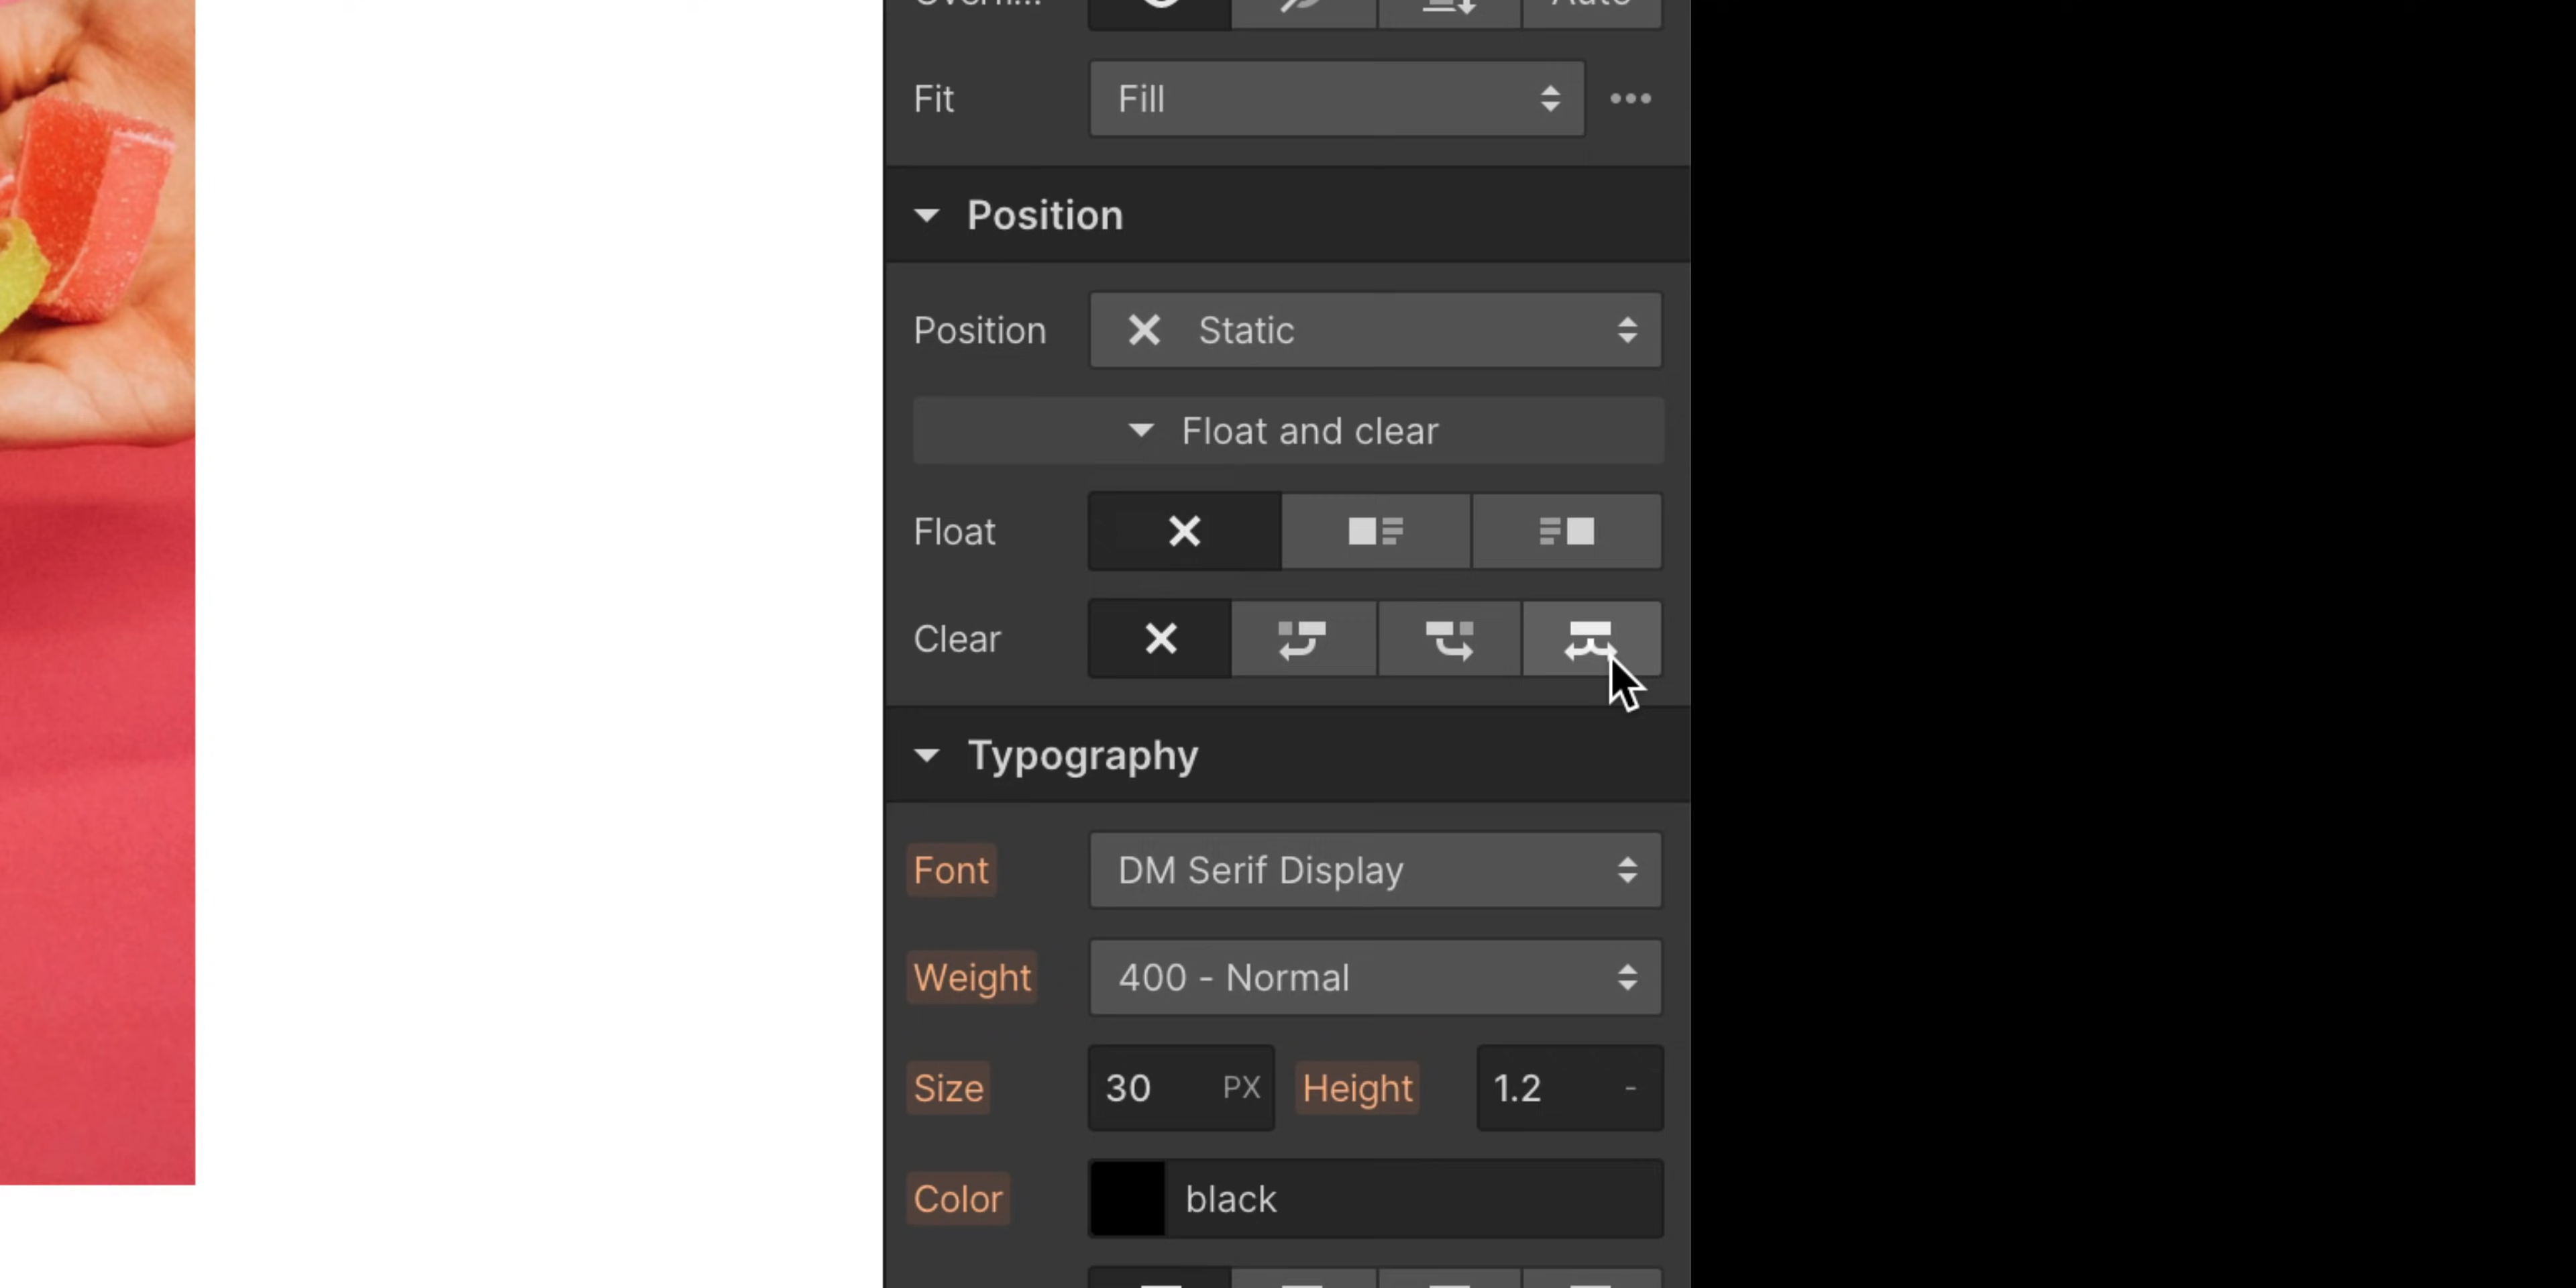 Auto
Fit Fill
Position
Position Static
Float and clear
Float
Clear
Typography
Font DM Serif Display
Weight 400 - Normal
Size 30 PX Height 1.2 -
Color black